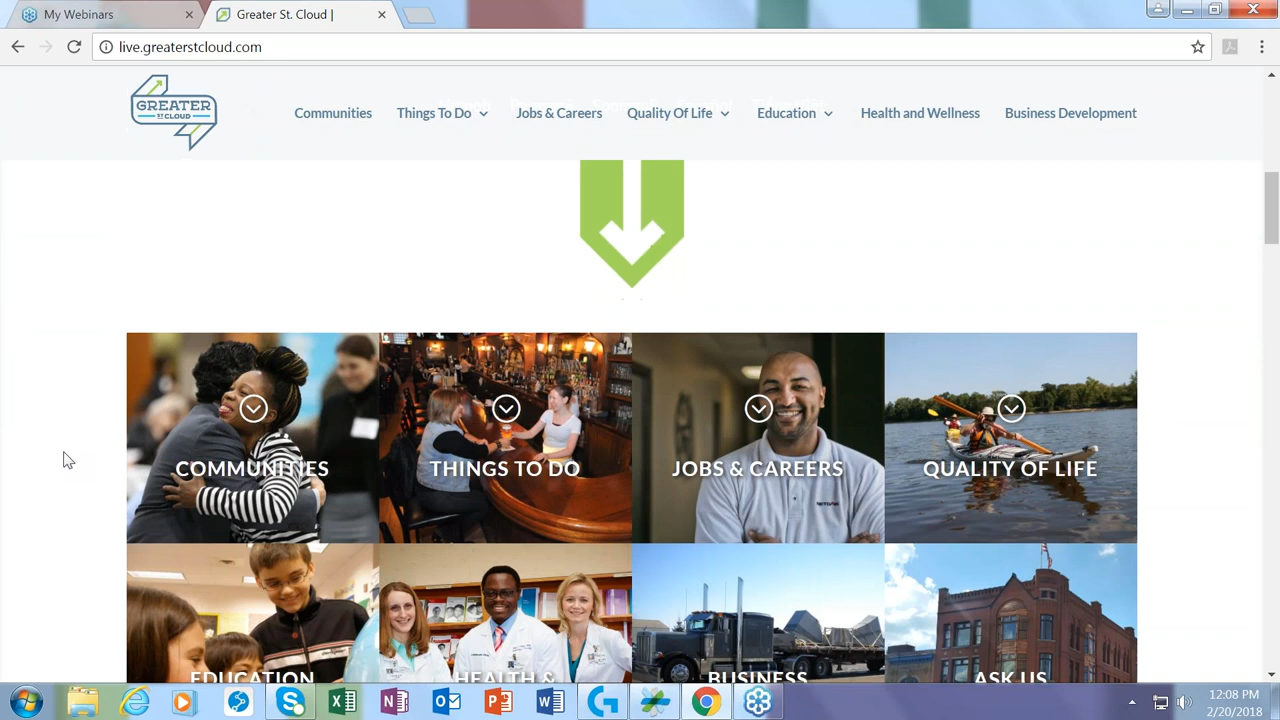 My Webinars
Greater St. Cloud |
live.greaterstcloud.com
GREATER
ST CLOUD
Communities
Things To Do
Jobs & Careers
Quality Of Life
Education
Health and Wellness
Business Development
COMMUNITIES
THINGS TO DO
JOBS & CAREERS
QUALITY OF LIFE
EDUCATION
HEALTH &
BUSINESS
ASK US
12:08 PM
2/20/2018